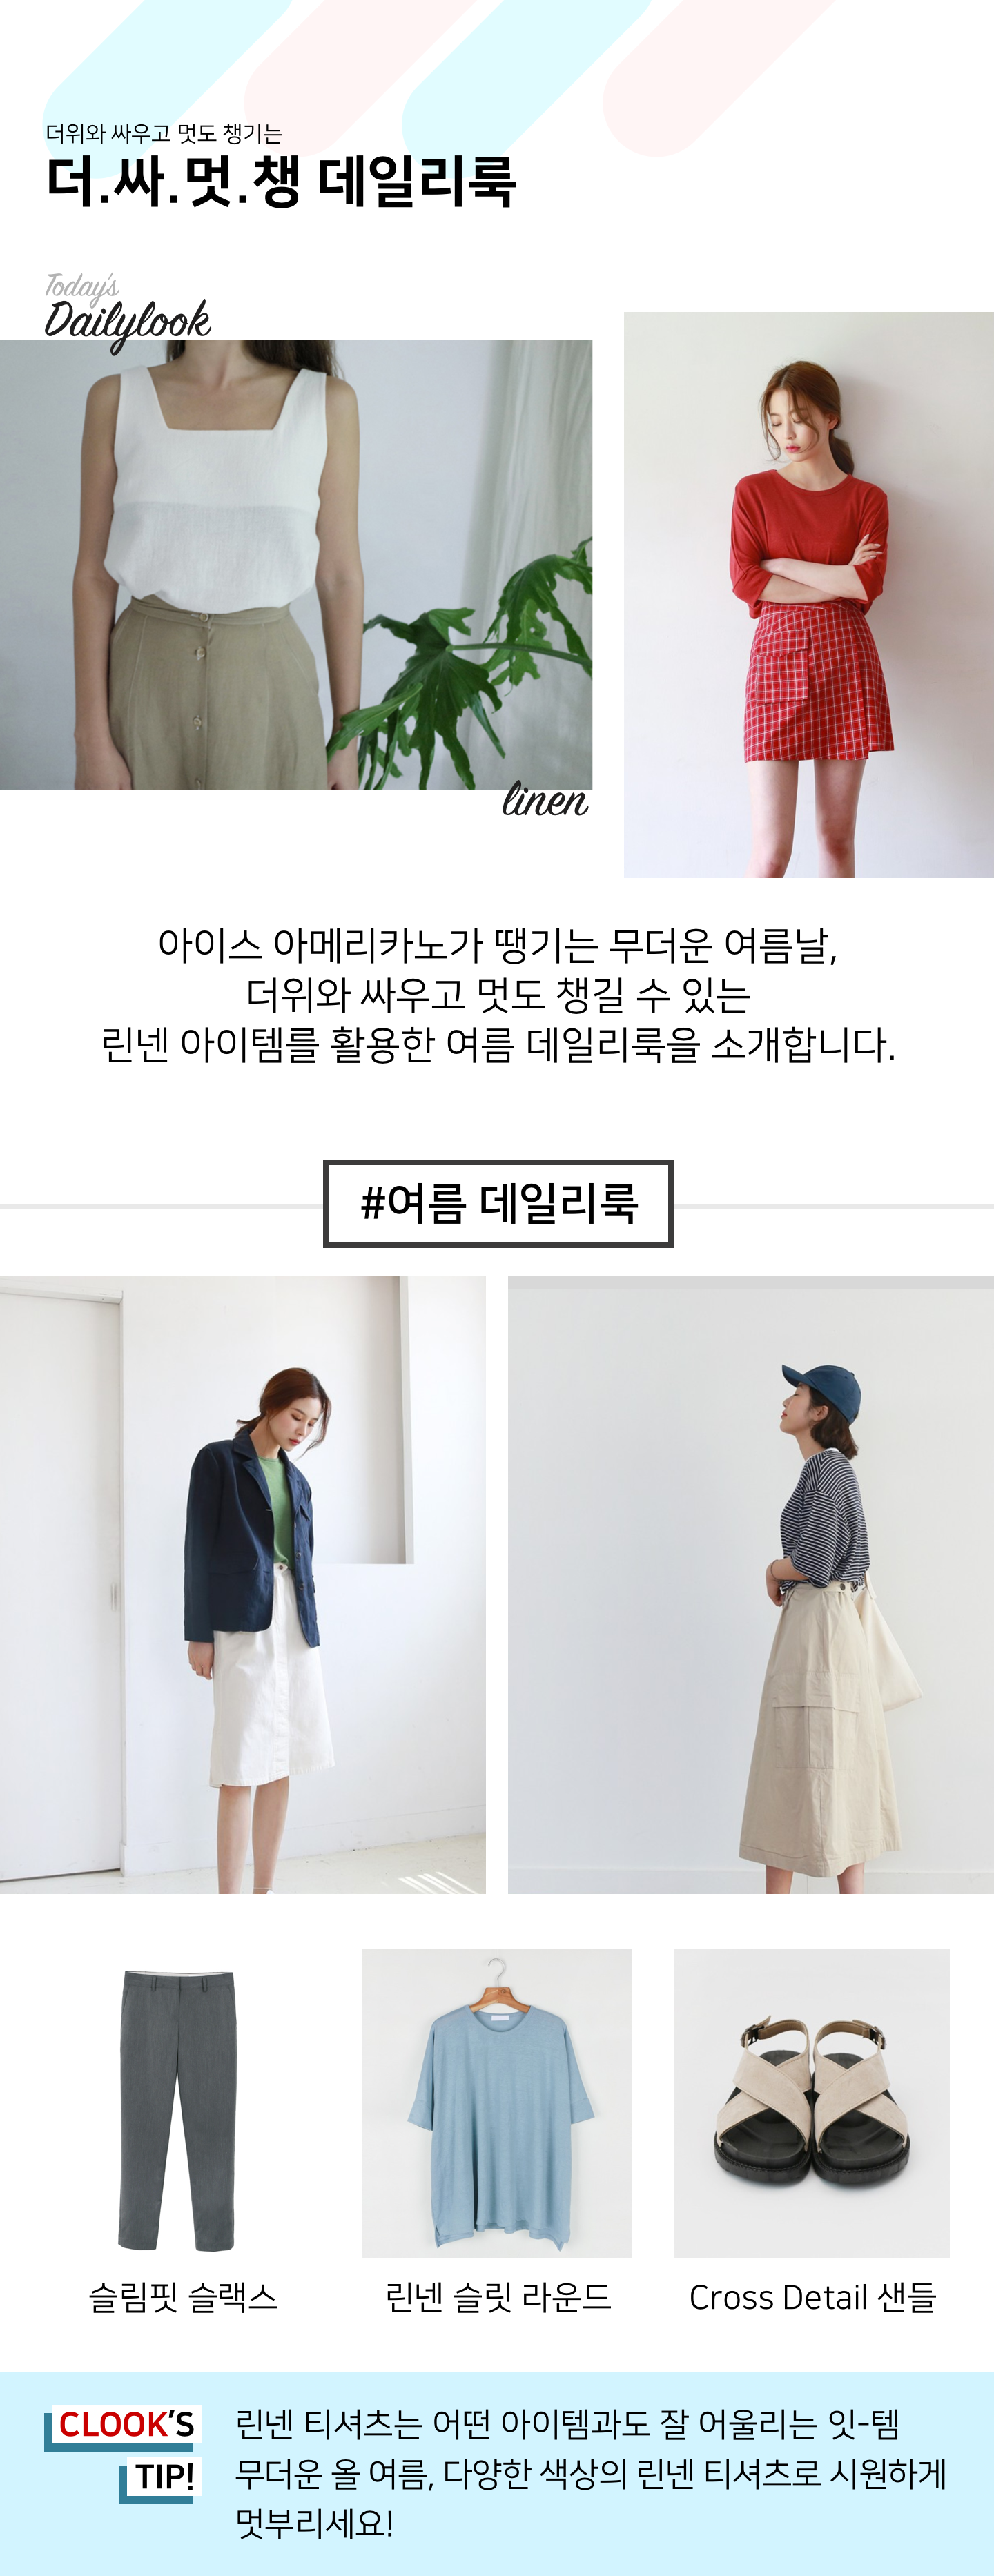 더위와 싸우고 멋도 챙기는
더.싸.멋.챙 데일리룩
Today's
Dailylook
linen
아이스 아메리카노가 땡기는 무더운 여름날,
더위와 싸우고 멋도 챙길 수 있는
린넨 아이템를 활용한 여름 데일리룩을 소개합니다.
#여름 데일리룩
슬림핏 슬랙스
린넨 슬릿 라운드
Cross Detail 샌들
CLOOK'S
TIP!
린넨 티셔츠는 어떤 아이템과도 잘 어울리는 잇-템
무더운 올 여름, 다양한 색상의 린넨 티셔츠로 시원하게
멋부리세요!